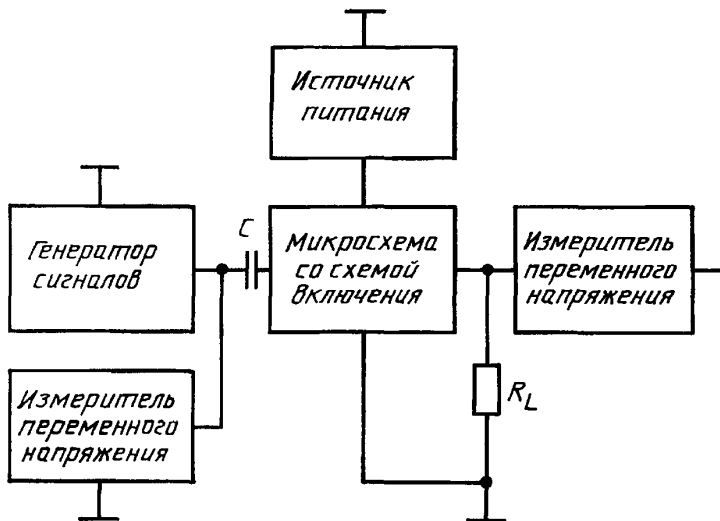 Источник
питания
Генератор
сигналов
C
Микросхема
со схемой
включения
Измеритель
переменного
напряжения
Измеритель
переменного
напряжения
R_L